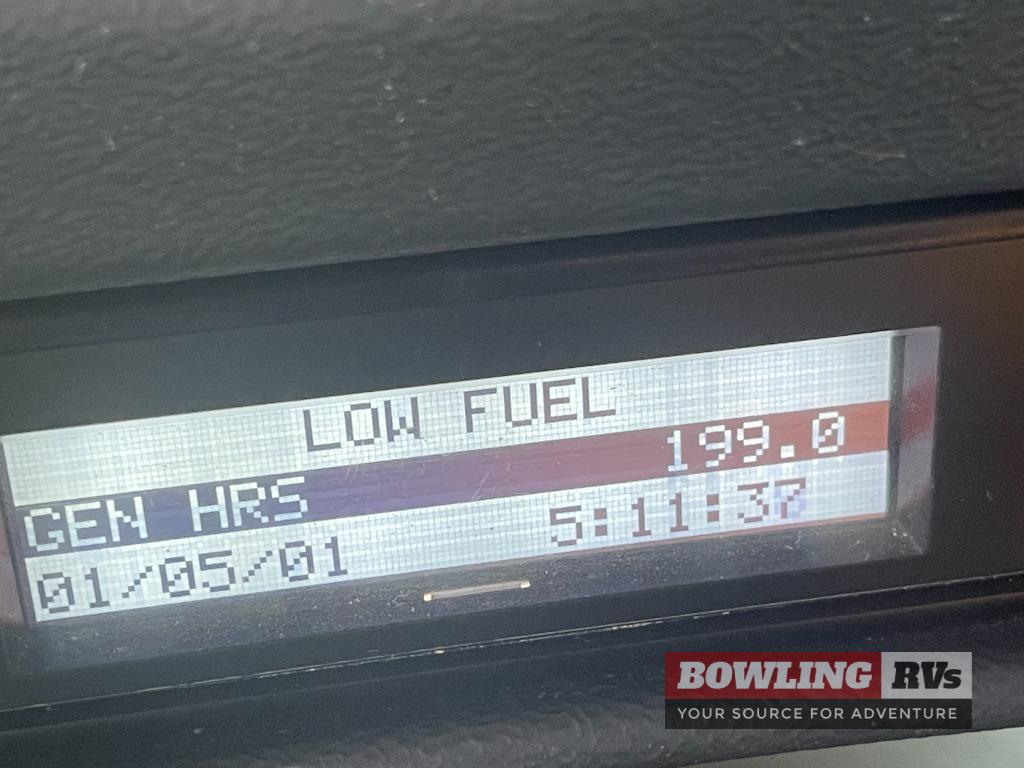 LOW FUEL
GEN HRS 199.0
01/05/01 5:11:37
BOWLING RVs
YOUR SOURCE FOR ADVENTURE